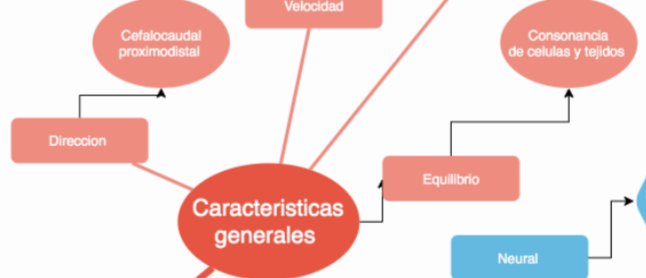 Velocidad
Cefalocaudal
proximodistal
Consonancia
de celulas y tejidos
Direccion
Equilibrio
Caracteristicas
generales
Neural